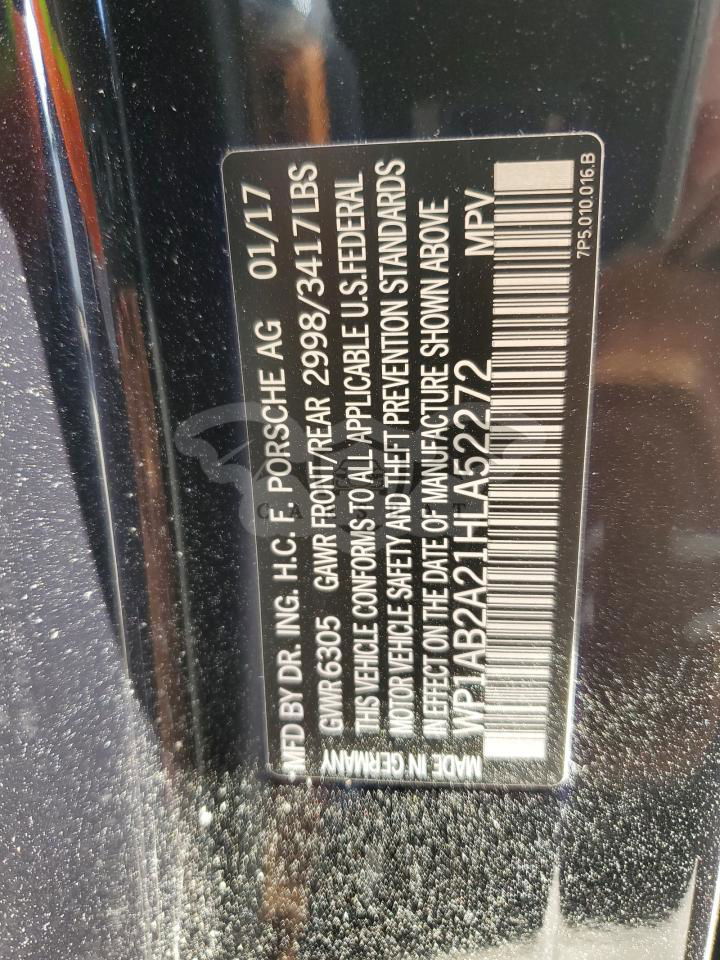 MFD BY DR. ING. H.C. F. PORSCHE AG 01/17
GVWR 6305 GAWR FRONT/REAR 2998/3417LBS
THIS VEHICLE CONFORMS TO ALL APPLICABLE U.S.FEDERAL
MOTOR VEHICLE SAFETY AND THEFT PREVENTION STANDARDS
IN EFFECT ON THE DATE OF MANUFACTURE SHOWN ABOVE
MADE IN GERMANY WP1AB2A21HLA52272 MPV
7P5.010.016.B